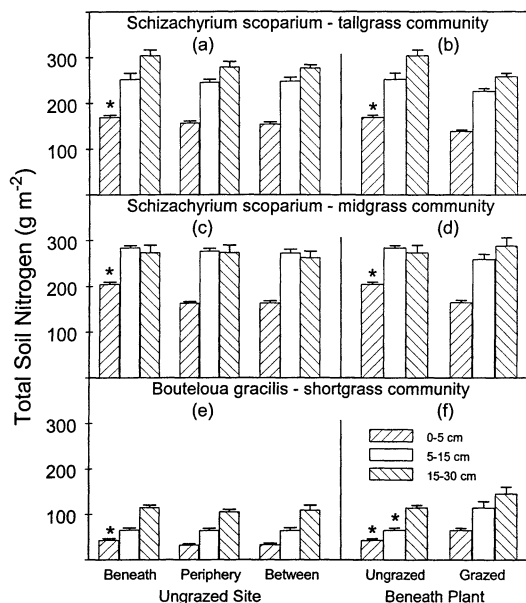 Schizachyrium scoparium - tallgrass community
(a)
(b)
300
200
100
*
*
Schizachyrium scoparium - midgrass community
(c)
(d)
300
200
100
*
*
Total Soil Nitrogen (g m-2)
Bouteloua gracilis - shortgrass community
(e)
(f)
300
200
100
0-5 cm
5-15 cm
15-30 cm
*
* *
Beneath Periphery Between Ungrazed Grazed
Ungrazed Site Beneath Plant